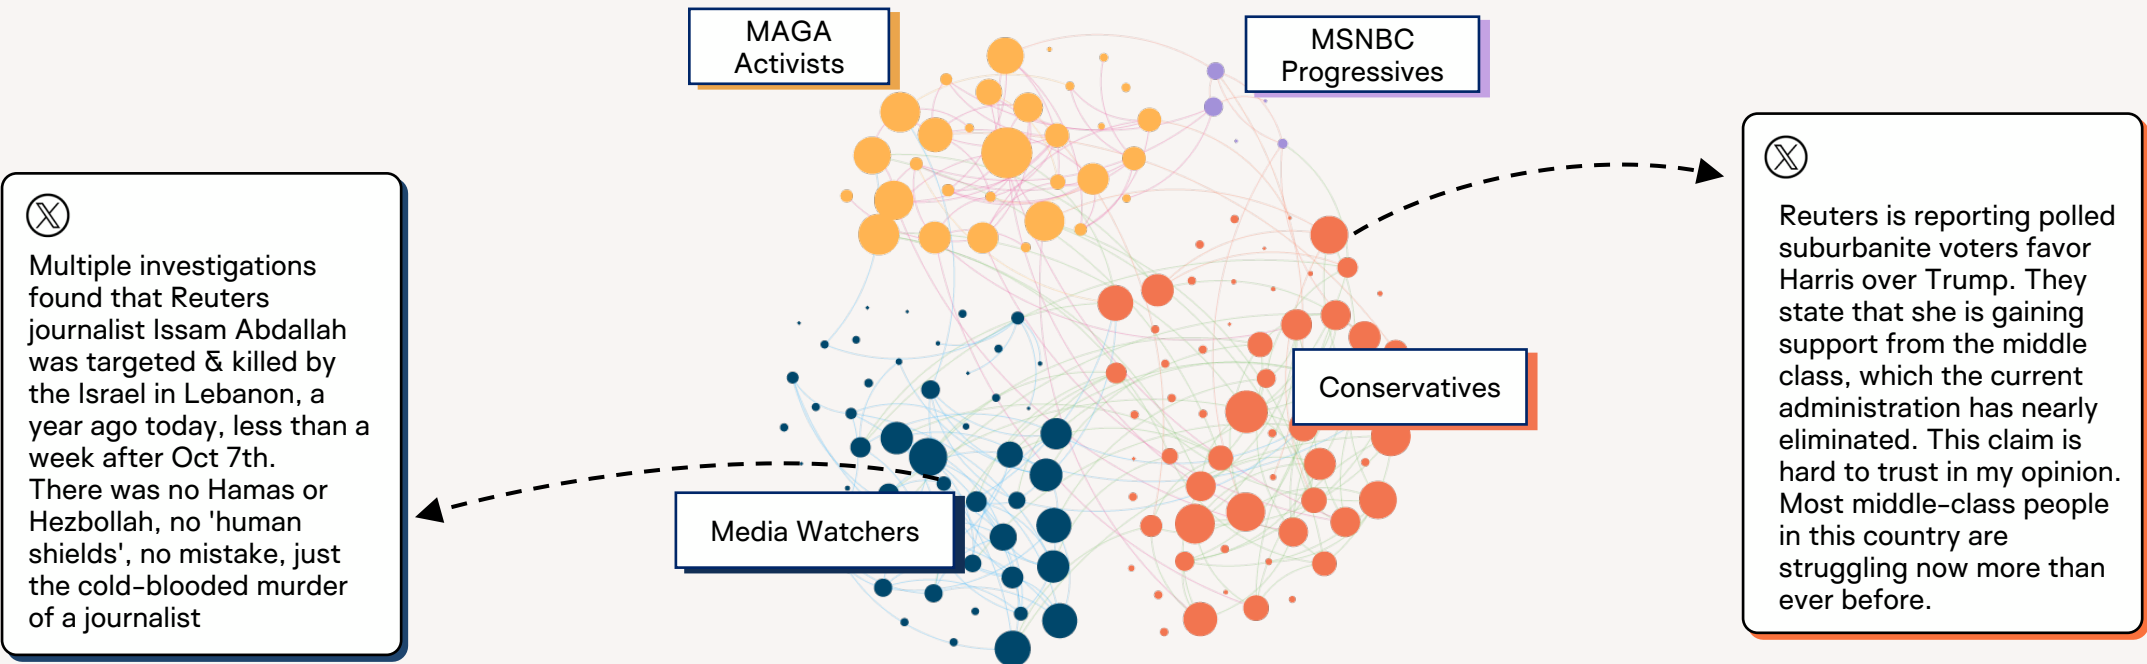 MAGA
Activists
MSNBC
Progressives
Multiple investigations
found that Reuters
journalist Issam Abdallah
was targeted & killed by
the Israel in Lebanon, a
year ago today, less than a
week after Oct 7th.
There was no Hamas or
Hezbollah, no 'human
shields', no mistake, just
the cold-blooded murder
of a journalist
Media Watchers
Conservatives
Reuters is reporting polled
suburbanite voters favor
Harris over Trump. They
state that she is gaining
support from the middle
class, which the current
administration has nearly
eliminated. This claim is
hard to trust in my opinion.
Most middle-class people
in this country are
struggling now more than
ever before.